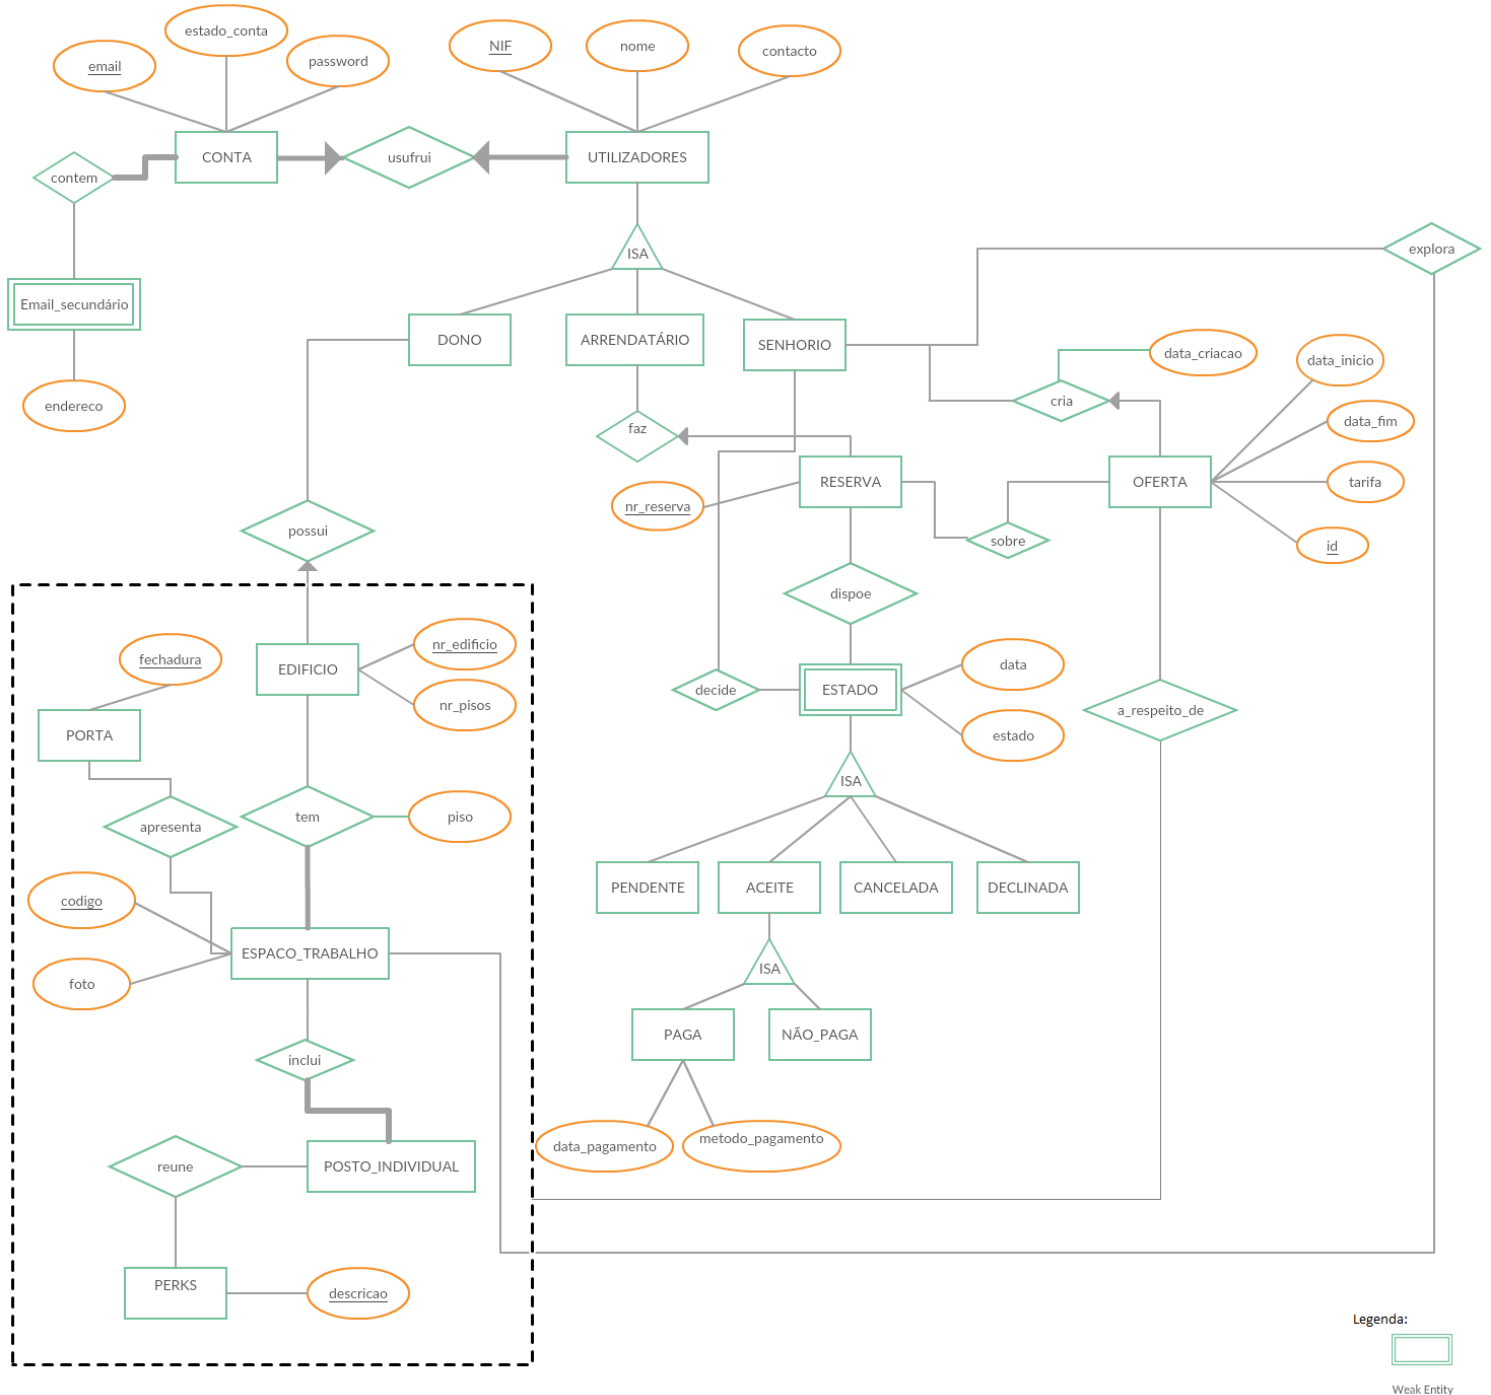 estado_conta
NIF
nome
contacto
email
password
CONTA
usufrui
UTILIZADORES
contem
ISA
explora
Email_secundário
DONO
ARRENDATÁRIO
SENHORIO
data_criacao
data_inicio
endereco
faz
cria
data_fim
RESERVA
OFERTA
tarifa
nr_reserva
possui
sobre
id
dispoe
fechadura
EDIFICIO
nr_edificio
data
decide
ESTADO
nr_pisos
a_respeito_de
PORTA
estado
ISA
apresenta
tem
piso
PENDENTE
ACEITE
CANCELADA
DECLINADA
codigo
ESPACO_TRABALHO
ISA
foto
PAGA
NÃO_PAGA
inclui
data_pagamento
metodo_pagamento
reune
POSTO_INDIVIDUAL
PERKS
descricao
Legenda:
Weak Entity